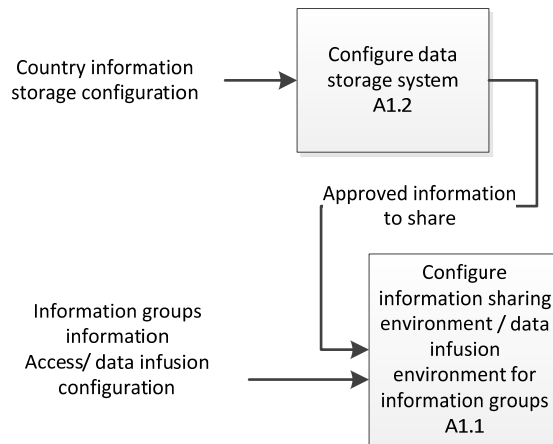 Country information
storage configuration
Configure data
storage system
A1.2
Approved information
to share
Information groups
information
Access/ data infusion
configuration
Configure
information sharing
environment / data
infusion
environment for
information groups
A1.1